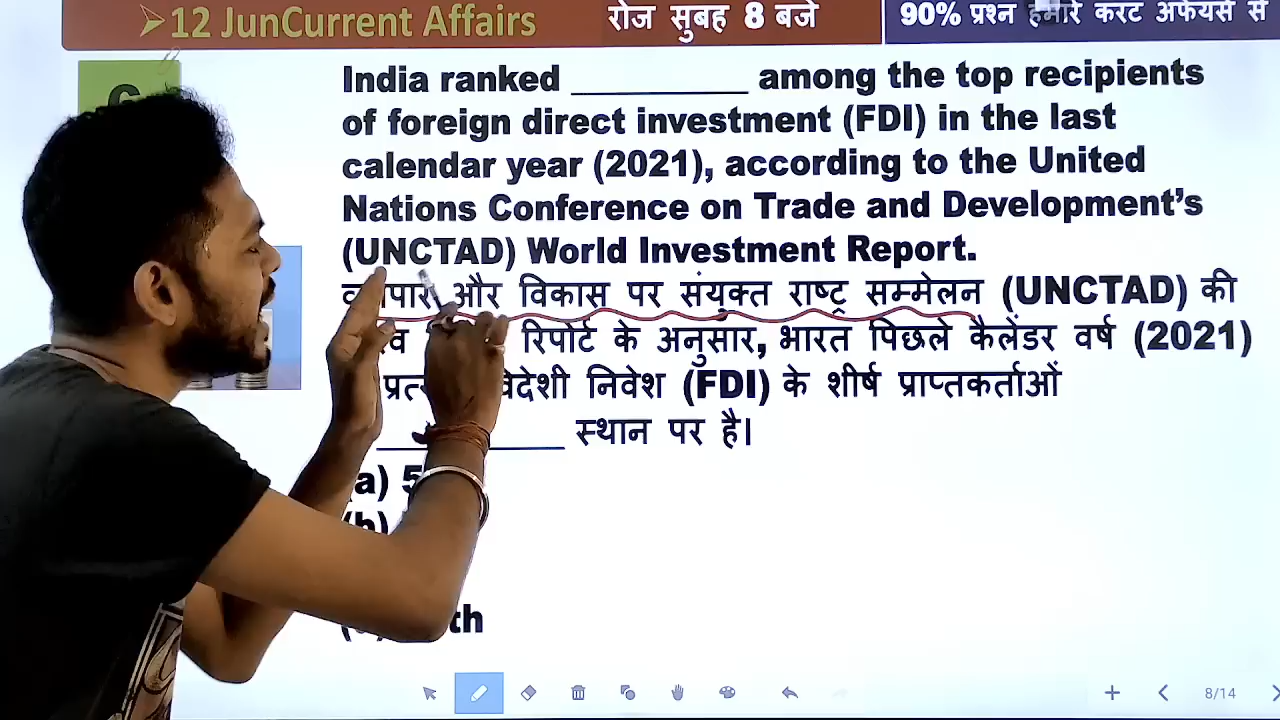 ➢12 JunCurrent Affairs
रोज सुबह 8 बजे
90% प्रश्न हमारे करंट अफेयर्स से
India ranked __________ among the top recipients
of foreign direct investment (FDI) in the last
calendar year (2021), according to the United
Nations Conference on Trade and Development's
(UNCTAD) World Investment Report.
और विकास पर संयुक्त राष्ट्र सम्मेलन (UNCTAD) की
रिपोर्ट के अनुसार, भारत पिछले कैलेंडर वर्ष (2021)
निवेश (FDI) के शीर्ष प्राप्तकर्ताओं
__________ स्थान पर है।
(a) 5
(b)
th
8/14